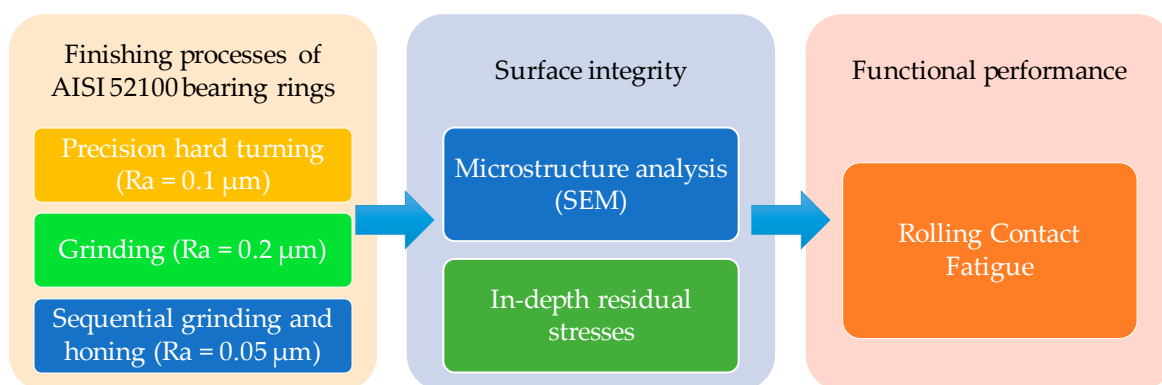 Finishing processes of
AISI 52100 bearing rings
Precision hard turning
(Ra = 0.1 µm)
Grinding (Ra = 0.2 µm)
Sequential grinding and
honing (Ra = 0.05 µm)
Surface integrity
Microstructure analysis
(SEM)
In-depth residual
stresses
Functional performance
Rolling Contact
Fatigue